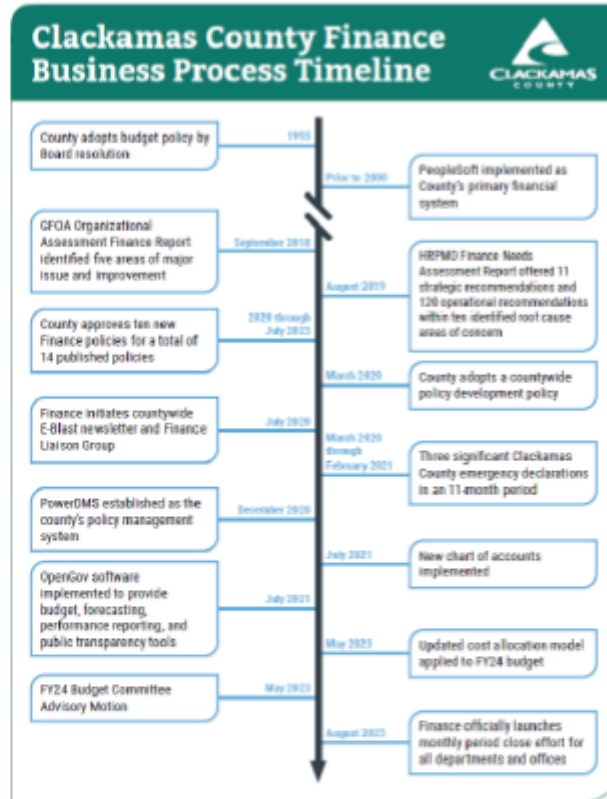 Clackamas County Finance
Business Process Timeline
CLACKAMAS
COUNTY
County adopts budget policy by
Board resolution
1993
Prior to 2000
PeopleSoft implemented as
County's primary financial
system
GFOA Organizational
Assessment Finance Report
identified five areas of major
issue and improvement
September 2018
August 2019
HRPMO Finance Needs
Assessment Report offered 11
strategic recommendations and
120 operational recommendations
within ten identified root cause
areas of concern
County approves ten new
Finance policies for a total of
14 published policies
2020 through
July 2023
March 2020
County adopts a countywide
policy development policy
Finance initiates countywide
E-Blast newsletter and Finance
Liaison Group
July 2020
March 2020
through
February 2021
Three significant Clackamas
County emergency declarations
in an 11-month period
PowerDMS established as the
county's policy management
system
December 2020
July 2021
New chart of accounts
implemented
OpenGov software
implemented to provide
budget, forecasting,
performance reporting, and
public transparency tools
July 2021
May 2023
Updated cost allocation model
applied to FY24 budget
FY24 Budget Committee
Advisory Motion
May 2023
August 2023
Finance officially launches
monthly period close effort for
all departments and offices